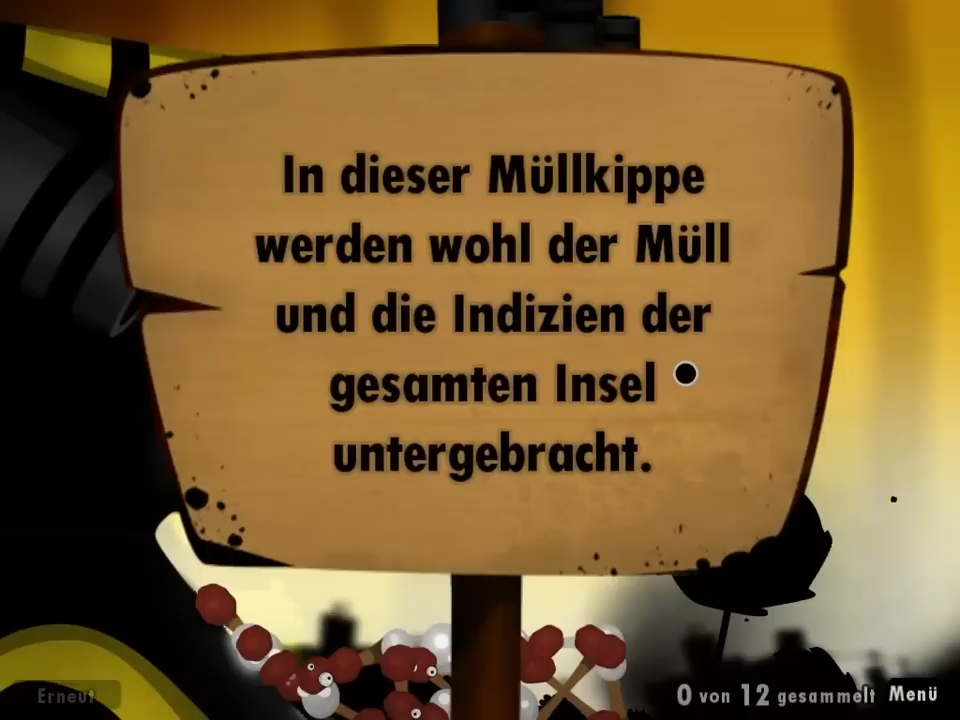 In dieser Müllkippe
werden wohl der Müll
und die Indizien der
gesamten Insel
untergebracht.
Erneut
0 von 12 gesammelt Menü